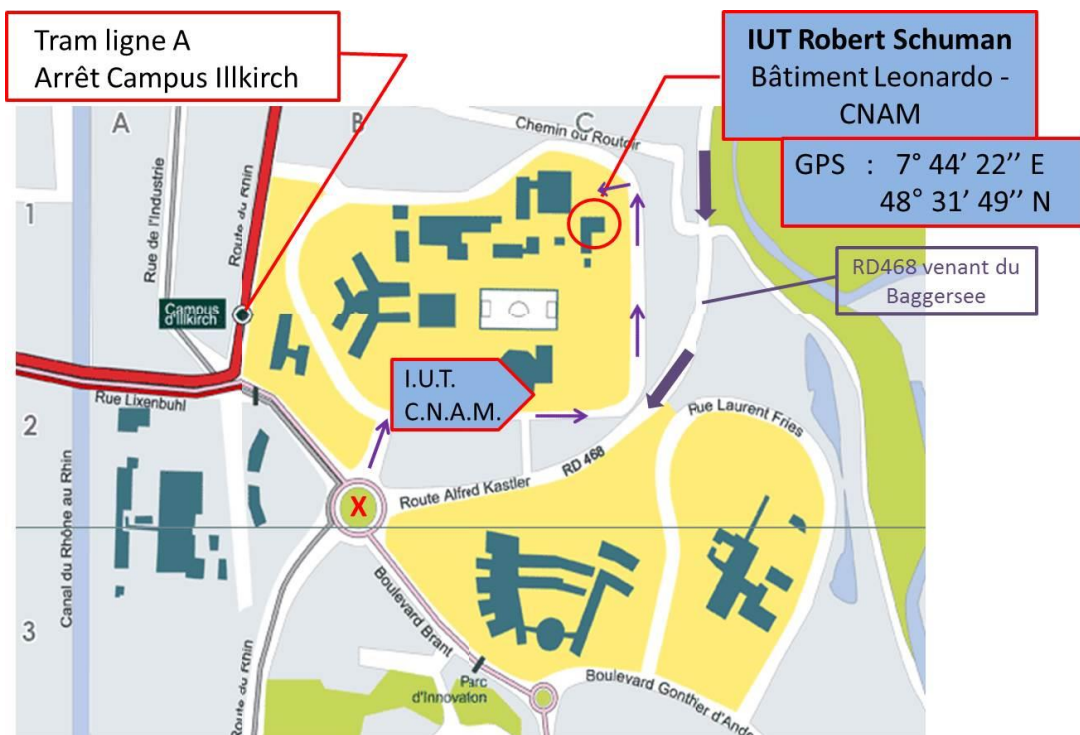 Tram ligne A
Arrêt Campus Illkirch
IUT Robert Schuman
Bâtiment Leonardo -
CNAM
GPS : 7° 44’ 22’’ E
48° 31’ 49’’ N
A
B
C
Chemin ou Routoir
1
Rue de l'Industrie
Route du Rhin
RD468 venant du
Baggersee
Campus
d'Illkirch
I.U.T.
C.N.A.M.
Rue Lixenbuhl
2
Rue Laurent Fries
RD 468
Route Alfred Kastler
X
Canal du Rhône au Rhin
3
Boulevard Brant
Parc
d'Innovation
Boulevard Gonthier d'Ande
Route du Rhin